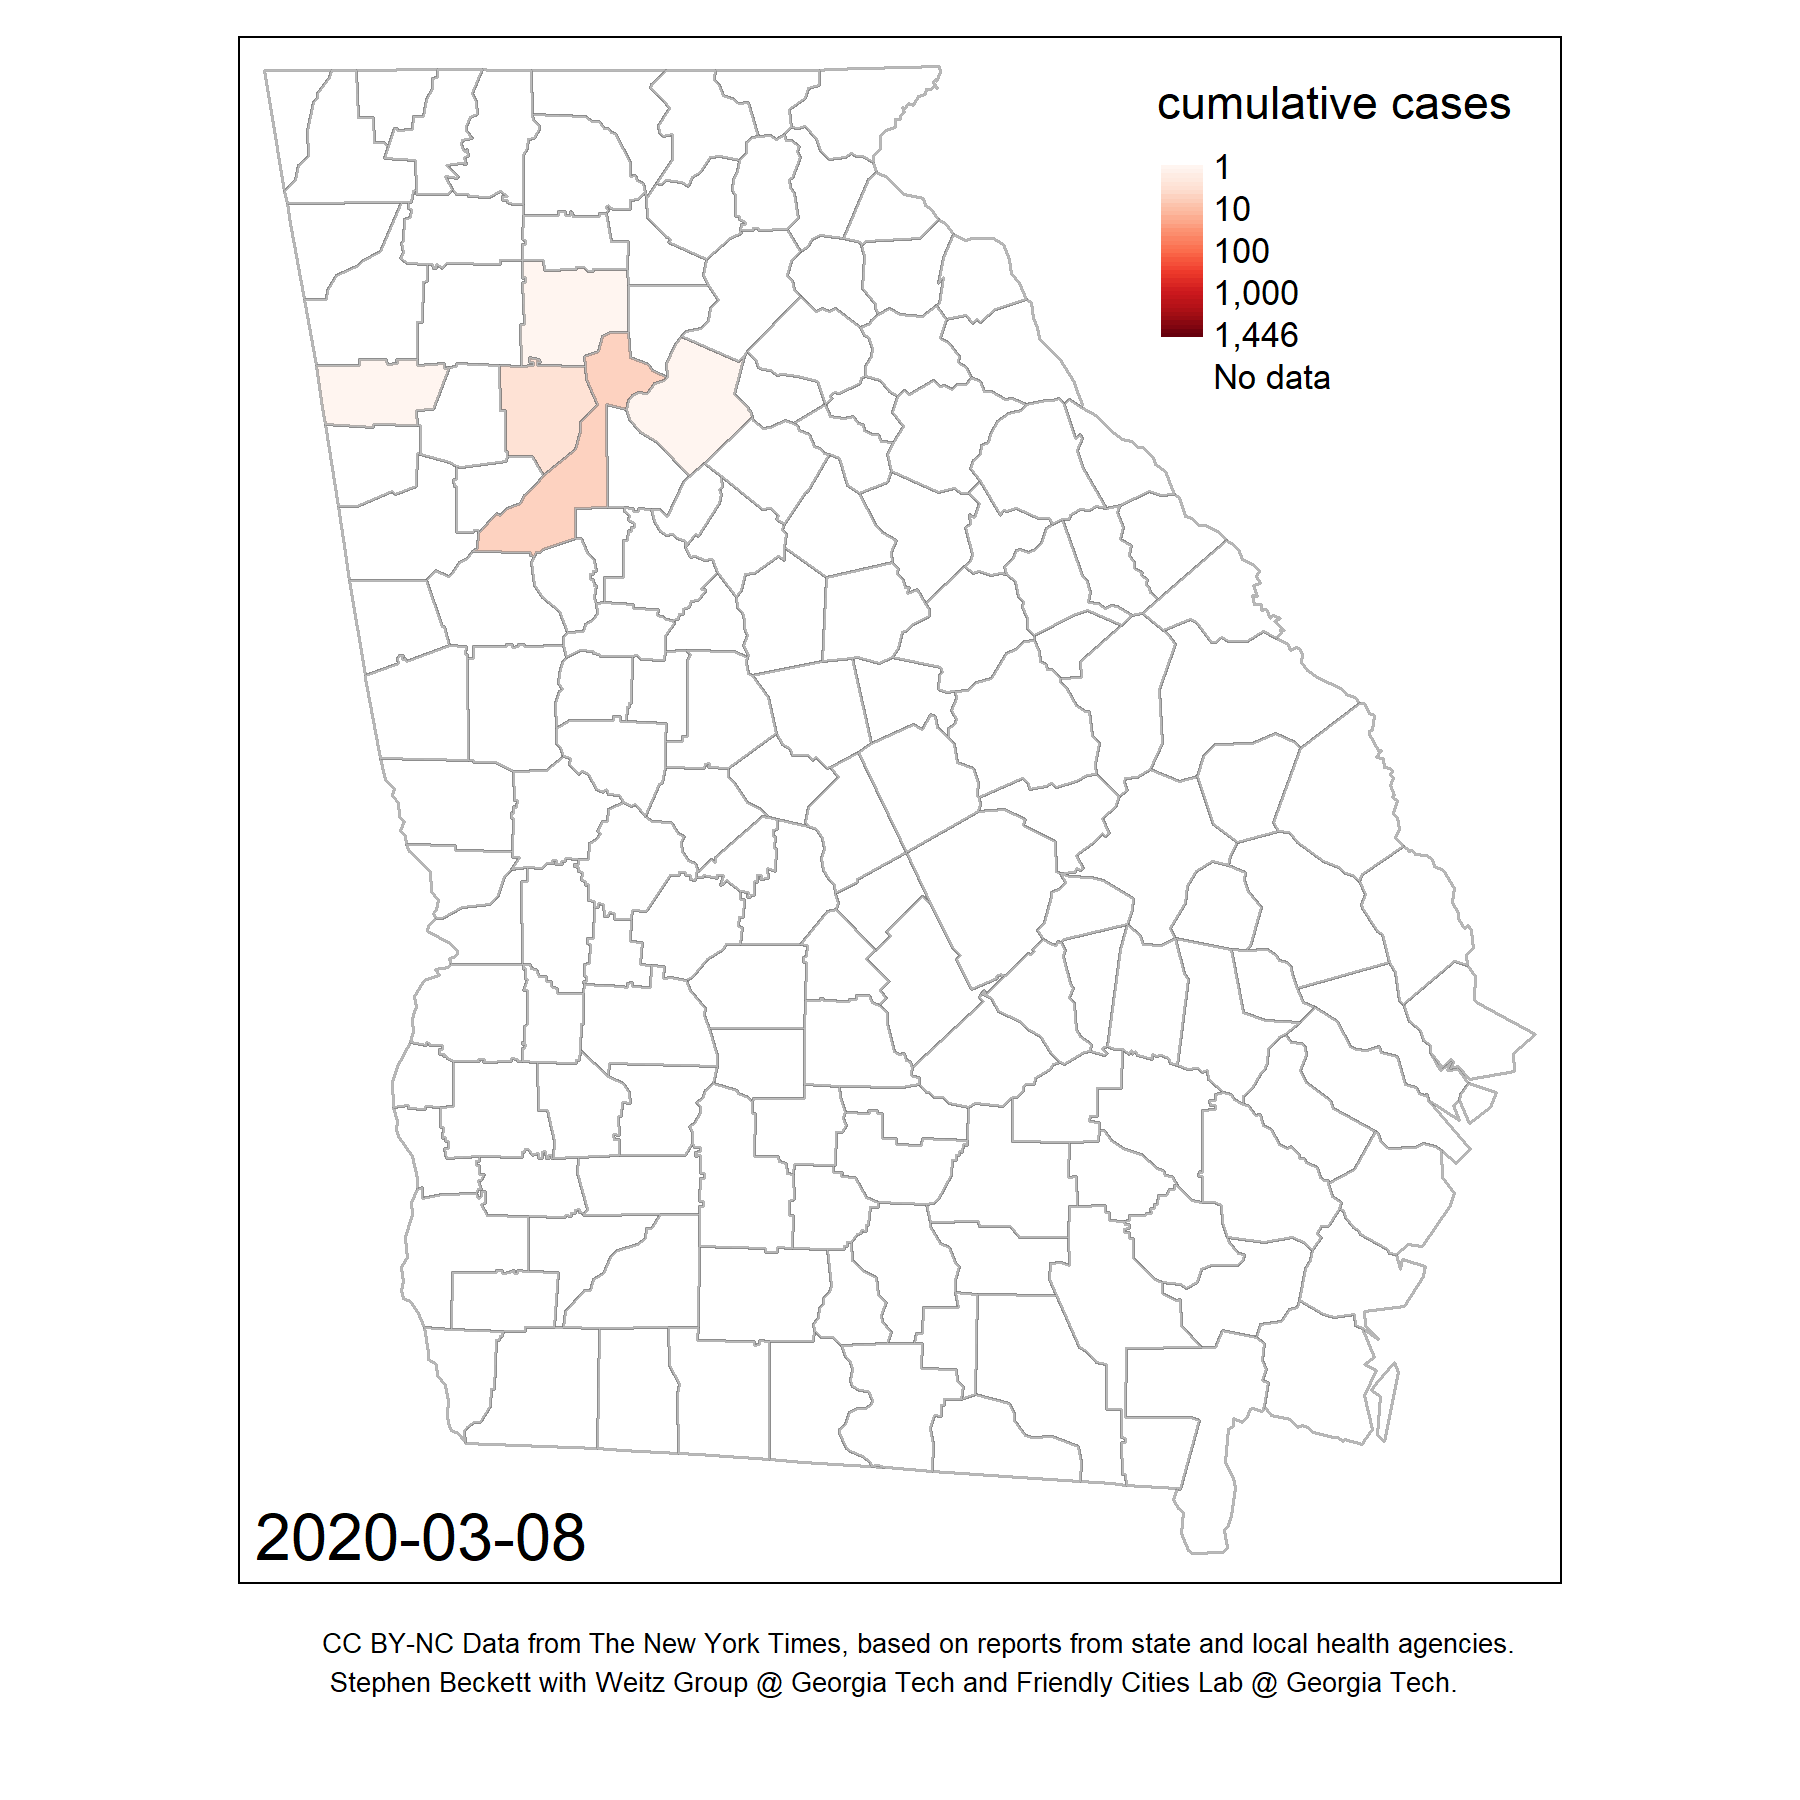 cumulative cases
1
10
100
1,000
1,446
No data
2020-03-08
CC BY-NC Data from The New York Times, based on reports from state and local health agencies.
Stephen Beckett with Weitz Group @ Georgia Tech and Friendly Cities Lab @ Georgia Tech.